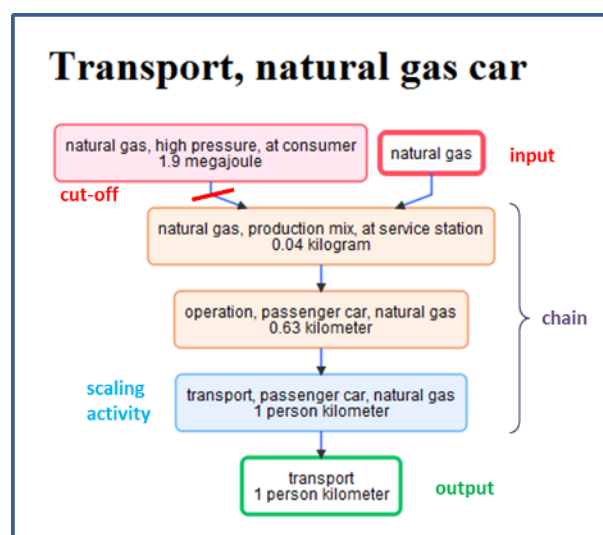 Transport, natural gas car
natural gas, high pressure, at consumer
1.9 megajoule
natural gas
input
cut-off
natural gas, production mix, at service station
0.04 kilogram
operation, passenger car, natural gas
0.63 kilometer
chain
scaling
activity
transport, passenger car, natural gas
1 person kilometer
transport
1 person kilometer
output